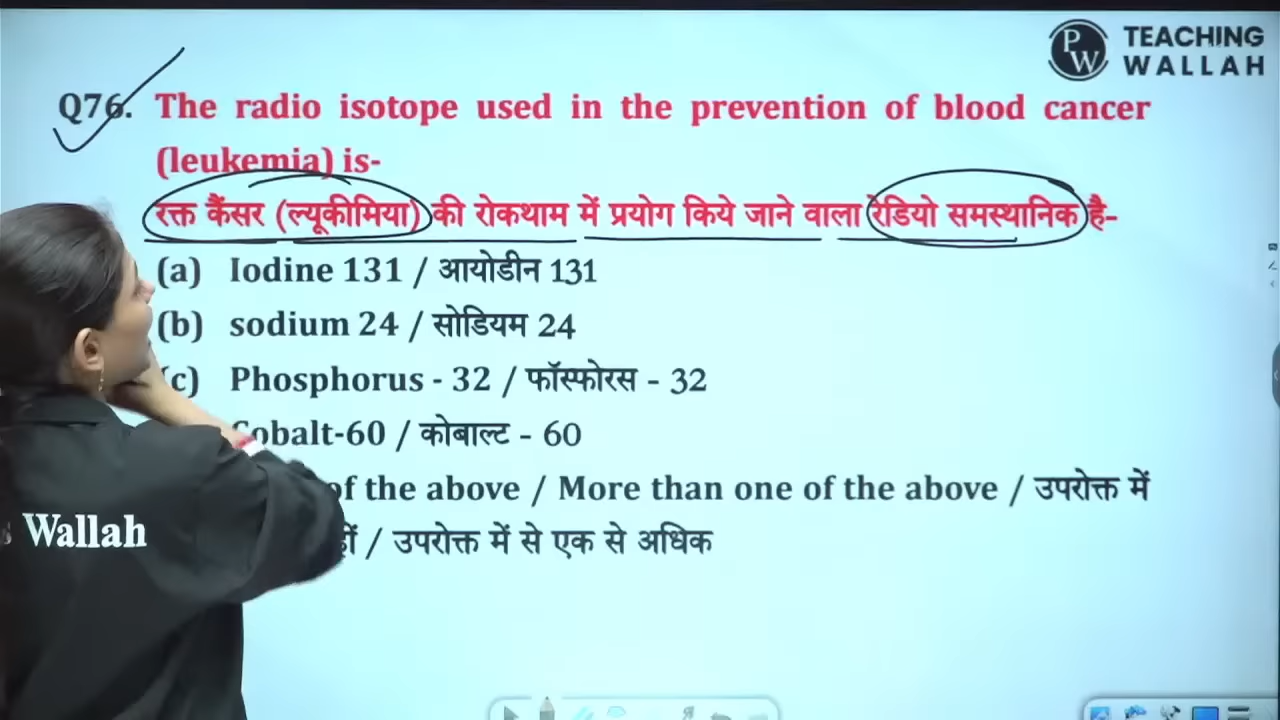 PW TEACHING
WALLAH
Q76. The radio isotope used in the prevention of blood cancer
(leukemia) is-
रक्त कैंसर (ल्यूकीमिया) की रोकथाम में प्रयोग किये जाने वाला रेडियो समस्थानिक है-
(a) Iodine 131 / आयोडीन 131
(b) sodium 24 / सोडियम 24
(c) Phosphorus - 32 / फॉस्फोरस - 32
Cobalt-60 / कोबाल्ट - 60
of the above / More than one of the above / उपरोक्त में
/ उपरोक्त में से एक से अधिक
Wallah